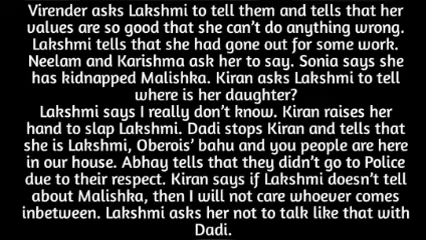 Virender asks Lakshmi to tell them and tells that her
values are so good that she can't do anything wrong.
Lakshmi tells that she had gone out for some work.
Neelam and Karishma ask her to say. Sonia says she
has kidnapped Malishka. Kiran asks Lakshmi to tell
where is her daughter?
Lakshmi says I really don't know. Kiran raises her
hand to slap Lakshmi. Dadi stops Kiran and tells that
she is Lakshmi, Oberois' bahu and you people are here
in our house. Abhay tells that they didn't go to Police
due to their respect. Kiran says if Lakshmi doesn't tell
about Malishka, then I will not care whoever comes
inbetween. Lakshmi asks her not to talk like that with
Dadi.